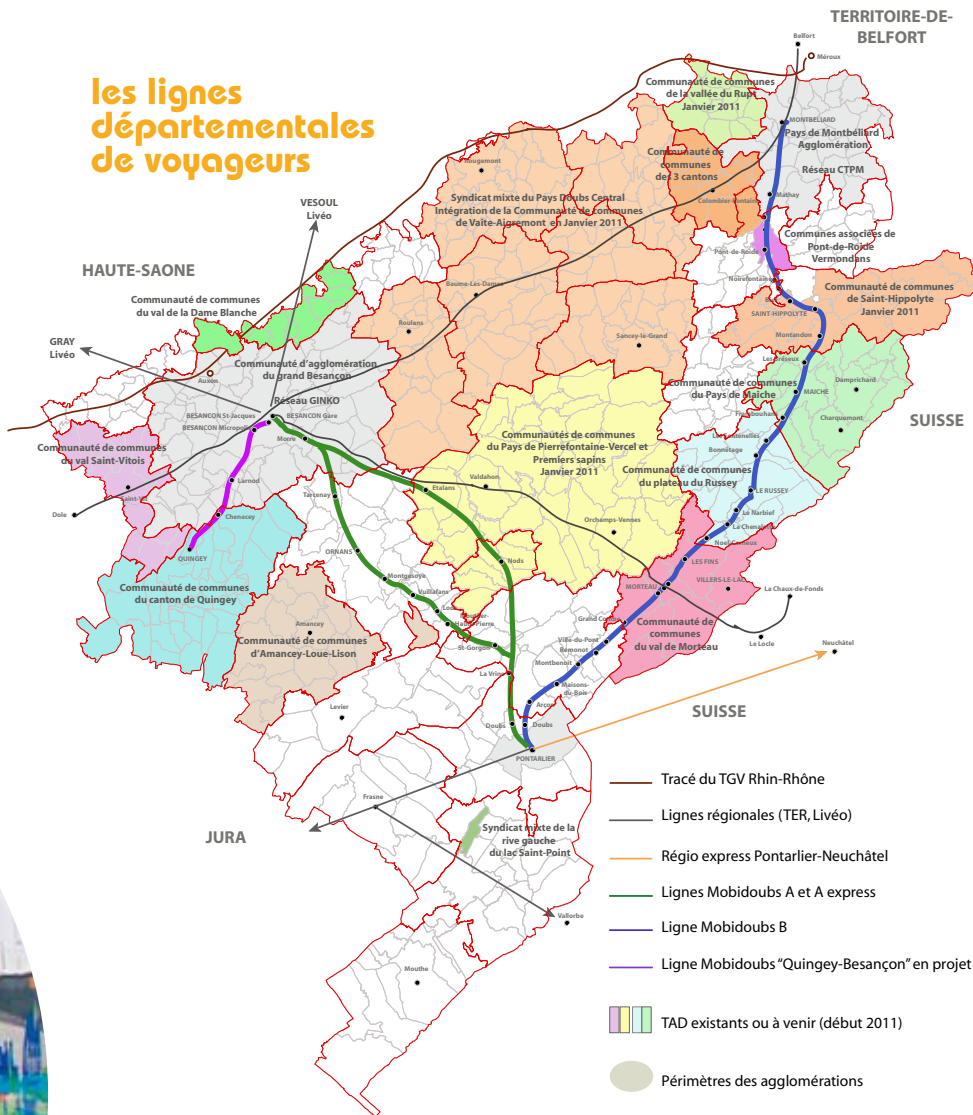 les lignes
départementales
de voyageurs
TERRITOIRE-DE-
BELFORT
Belfort
Méroux
Communauté de communes
de la vallée du Rupt
Janvier 2011
MONTBELIARD
Pays de Montbéliard
Agglomération
Réseau CTPM
Communauté de
communes
des 3 cantons
Colombier-Fontaine
Mathay
Rougemont
Syndicat mixte du Pays Doubs Central
Intégration de la Communauté de communes
de Vaite-Aigremont en Janvier 2011
VESOUL
Livéo
Communes associées de
Pont-de-Roide
Vermondans
Pont-de-Roide
Noirefontaine
HAUTE-SAONE
Baume-Les-Dames
Communauté de communes
de Saint-Hippolyte
Janvier 2011
SAINT-HIPPOLYTE
Communauté de communes
du val de la Dame Blanche
Roulans
Sancey-le-Grand
Montandon
GRAY
Livéo
Les Bréseux
Auxon
Communauté d'agglomération
du grand Besançon
Communauté de communes
du Pays de Maîche
Damprichard
MAICHE
Réseau GINKO
BESANCON St-Jacques
BESANCON Gare
BESANCON Micropolis
Charquemont
Frambouhans
SUISSE
Morre
Communautés de communes
du Pays de Pierrefontaine-Vercel et
Premiers sapins
Janvier 2011
Les Fontenelles
Bonnétage
Communauté de communes
du val Saint-Vitois
Communauté de communes
du plateau du Russey
Larnod
Valdahon
Etalans
LE RUSSEY
Saint-Vit
Tarcenay
Dole
Chenecey
Orchamps-Vennes
Le Narbief
La Chenalotte
Noel-Cerneux
QUINGEY
ORNANS
Nods
LES FINS
Montgesoye
VILLERS-LE-LAC
MORTEAU
Communauté de communes
du canton de Quingey
Vuillafans
La Chaux-de-Fonds
Lods
Mouthier-
Haute-Pierre
Grand Combe
Amancey
Communauté de communes
d'Amancey-Loue-Lison
Communauté de
communes
du val de Morteau
Ville-du-Pont
Remonot
Le Locle
Neuchâtel
St-Gorgon
Montbenoit
La Vrine
Maisons-
du-Bois
Levier
Arçon
SUISSE
Doubs
Doubs
PONTARLIER
Tracé du TGV Rhin-Rhône
Frasne
Lignes régionales (TER, Livéo)
JURA
Syndicat mixte de la
rive gauche
du lac Saint-Point
Régio express Pontarlier-Neuchâtel
Lignes Mobidoubs A et A express
Vallorbe
Ligne Mobidoubs B
Mouthe
Ligne Mobidoubs "Quingey-Besançon" en projet
TAD existants ou à venir (début 2011)
Périmètres des agglomérations